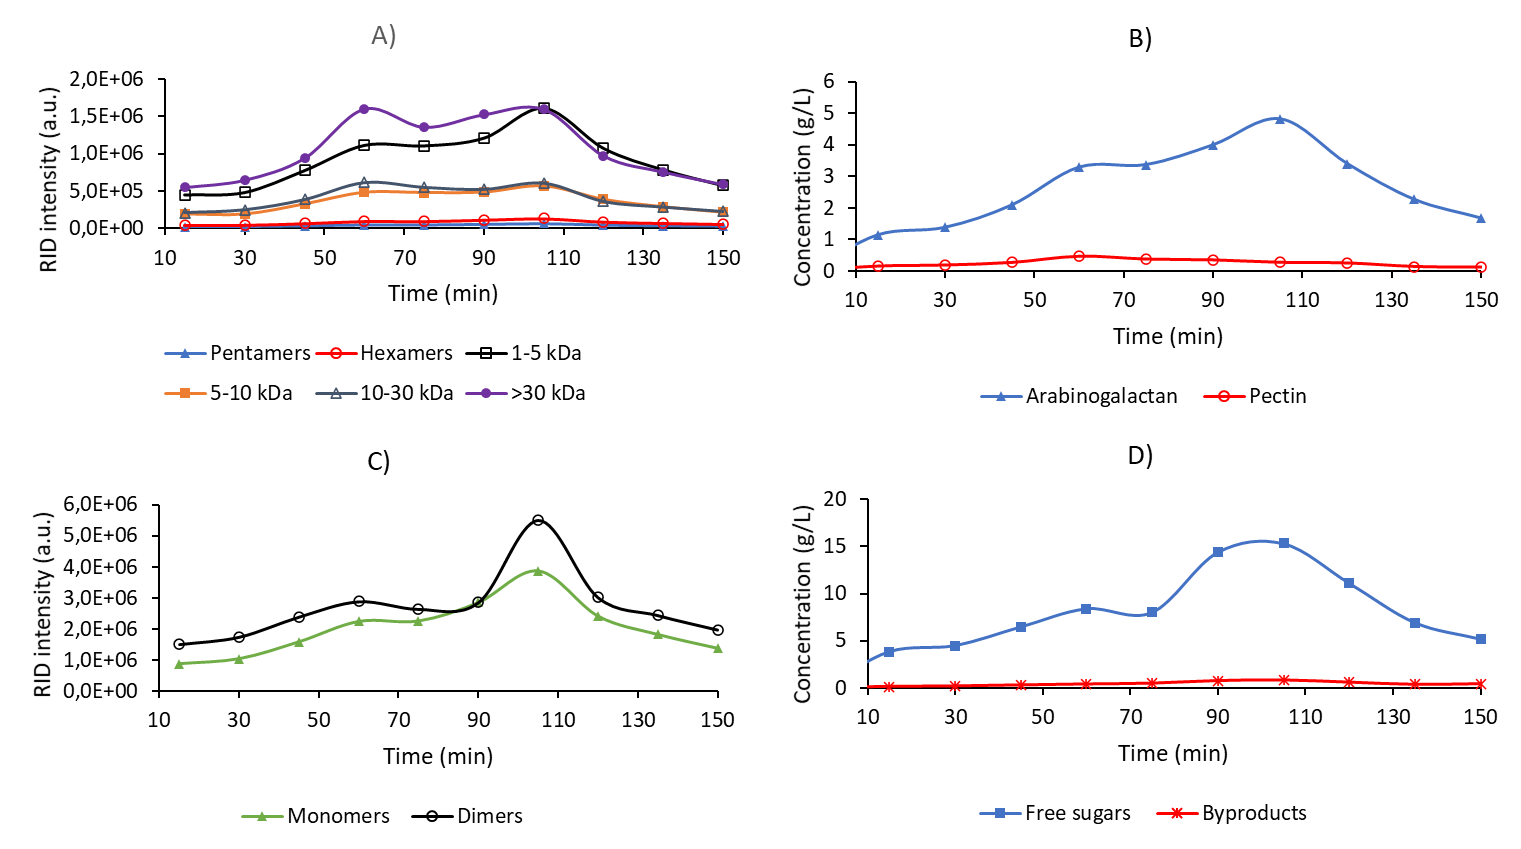 A)
RID intensity (a.u.)
2,0E+06
1,5E+06
1,0E+06
5,0E+05
0,0E+00
10 30 50 70 90 110 130 150
Time (min)
Pentamers Hexamers 1-5 kDa
5-10 kDa 10-30 kDa >30 kDa
B)
Concentration (g/L)
6
5
4
3
2
1
0
10 30 50 70 90 110 130 150
Time (min)
Arabinogalactan Pectin
C)
RID intensity (a.u.)
6,0E+06
5,0E+06
4,0E+06
3,0E+06
2,0E+06
1,0E+06
0,0E+00
10 30 50 70 90 110 130 150
Time (min)
Monomers Dimers
D)
Concentration (g/L)
20
15
10
5
0
10 30 50 70 90 110 130 150
Time (min)
Free sugars Byproducts